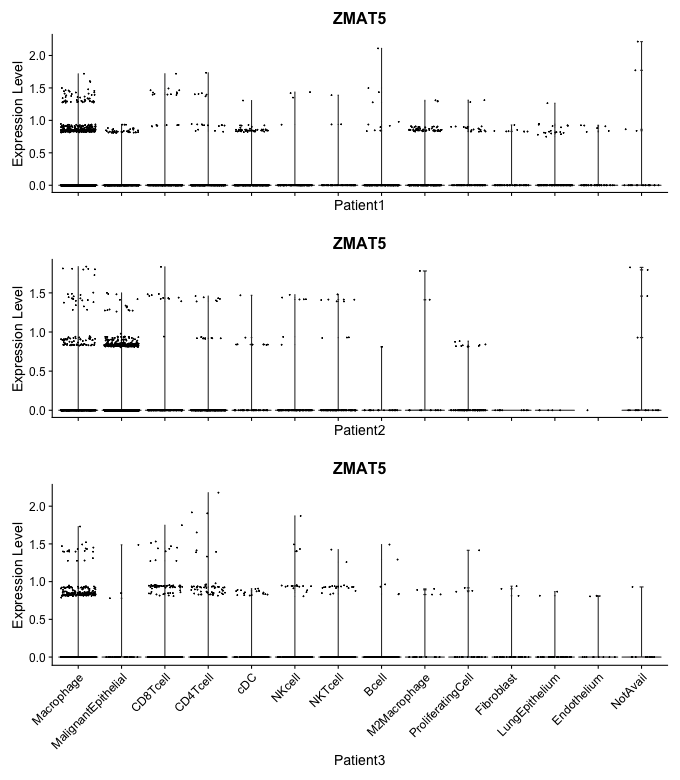 ZMAT5
Expression Level
2.0
1.5
1.0
0.5
0.0
Patient1
ZMAT5
Expression Level
1.5
1.0
0.5
0.0
Patient2
ZMAT5
Expression Level
2.0
1.5
1.0
0.5
0.0
Macrophage
MalignantEpithelial
CD8Tcell
CD4Tcell
cDC
NKcell
NKTcell
Bcell
M2Macrophage
ProliferatingCell
Fibroblast
LungEpithelium
Endothelium
NotAvail
Patient3